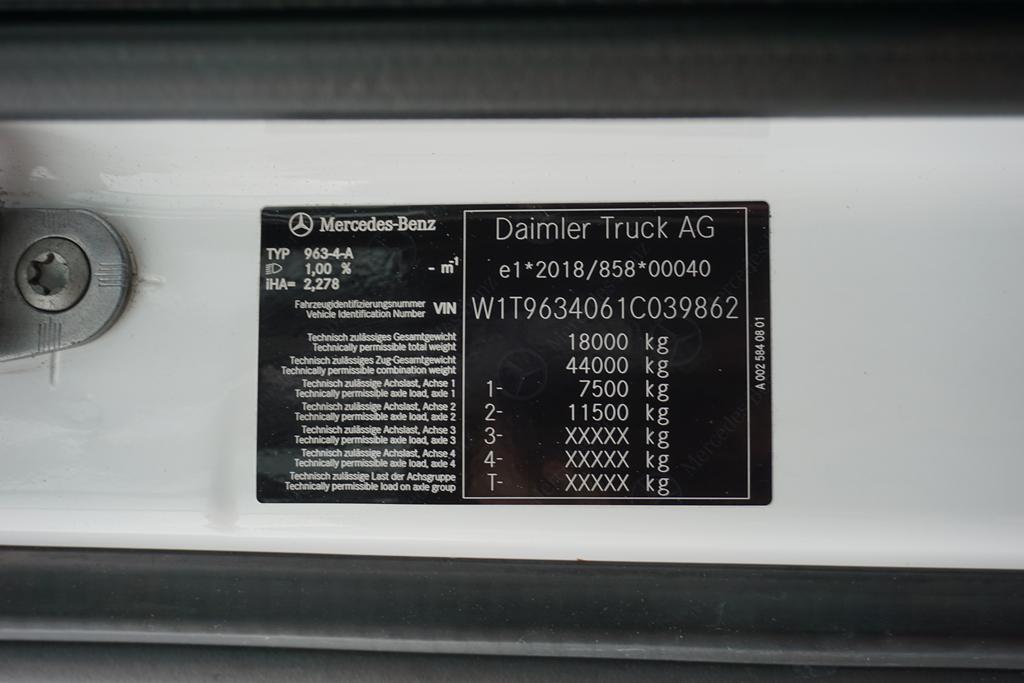 Mercedes-Benz
TYP 963-4-A
1,00 % - m-1
iHA= 2,278
Fahrzeugidentifizierungsnummer
Vehicle Identification Number VIN
Technisch zulässiges Gesamtgewicht
Technically permissible total weight
Technisch zulässiges Zug-Gesamtgewicht
Technically permissible combination weight
Technisch zulässige Achslast, Achse 1
Technically permissible axle load, axle 1
Technisch zulässige Achslast, Achse 2
Technically permissible axle load, axle 2
Technisch zulässige Achslast, Achse 3
Technically permissible axle load, axle 3
Technisch zulässige Achslast, Achse 4
Technically permissible axle load, axle 4
Technisch zulässige Last der Achsgruppe
Technically permissible load on axle group
Daimler Truck AG
e1*2018/858*00040
W1T9634061C039862
18000 kg
44000 kg
1- 7500 kg
2- 11500 kg
3- XXXXX kg
4- XXXXX kg
T- XXXXX kg
A 002 584 08 01